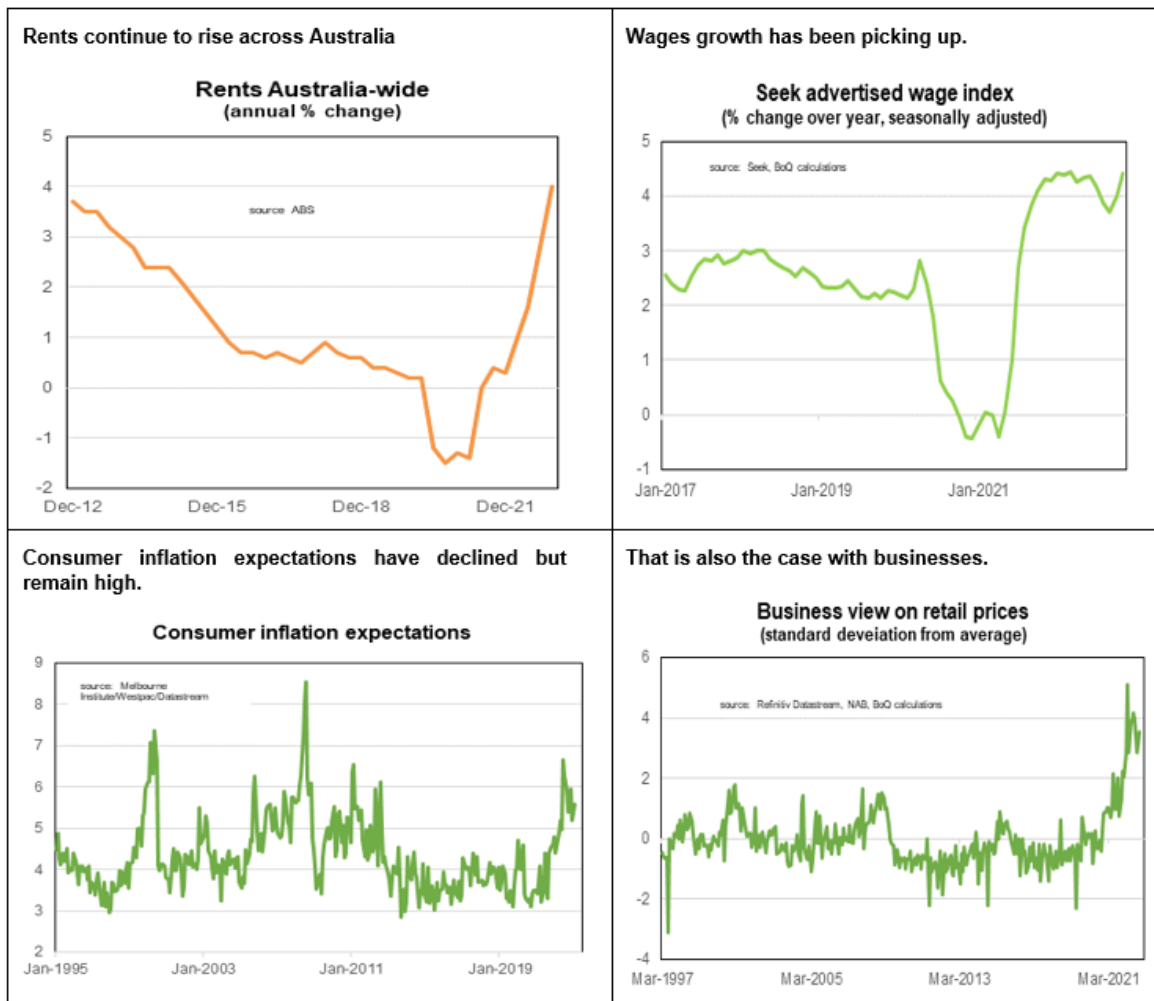 Rents continue to rise across Australia
Rents Australia-wide
(annual % change)
5
4
3
2
1
0
-1
-2
source ABS
Dec-12 Dec-15 Dec-18 Dec-21
Wages growth has been picking up.
Seek advertised wage index
(% change over year, seasonally adjusted)
5
4
3
2
1
0
-1
source: Seek, BoQ calculations
Jan-2017 Jan-2019 Jan-2021
Consumer inflation expectations have declined but
remain high.
Consumer inflation expectations
9
8
7
6
5
4
3
2
source: Melbourne
Institute/Westpac/Datastream
Jan-1995 Jan-2003 Jan-2011 Jan-2019
That is also the case with businesses.
Business view on retail prices
(standard deveiation from average)
6
4
2
0
-2
-4
source: Refinitiv Datastream, NAB, BoQ calculations
Mar-1997 Mar-2005 Mar-2013 Mar-2021